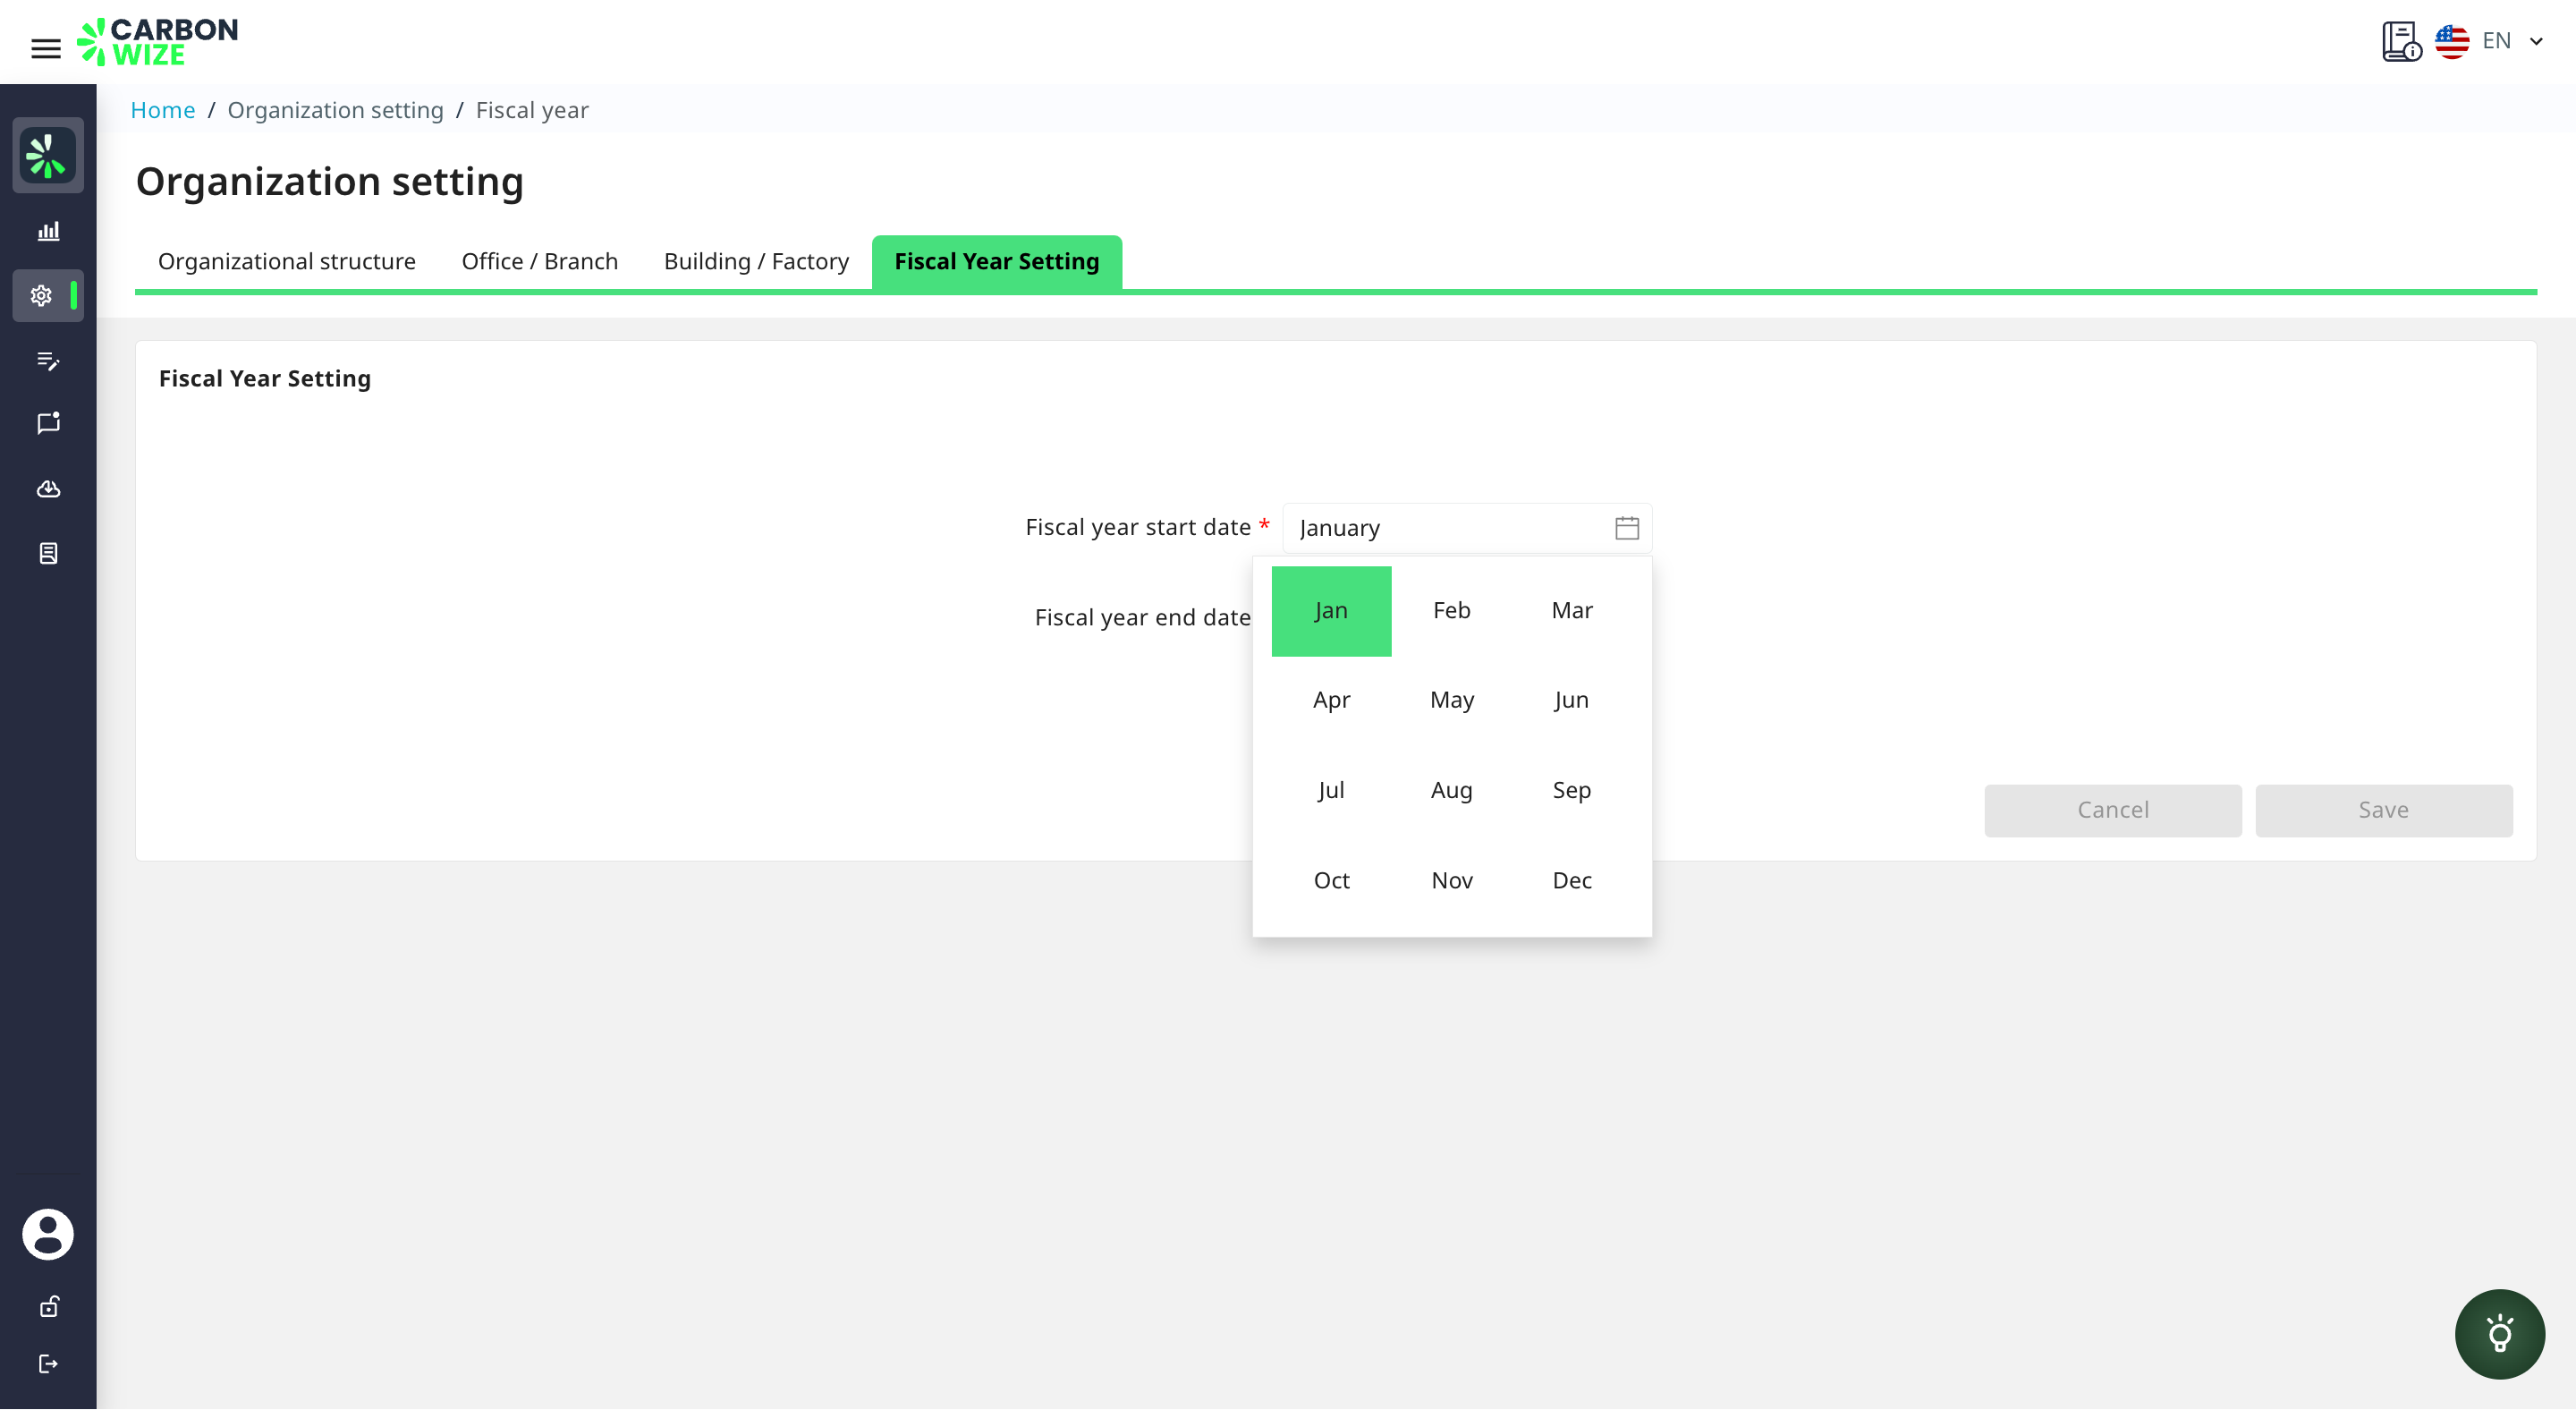 CARBON
WIZE
EN
Home / Organization setting / Fiscal year
Organization setting
Organizational structure
Office / Branch
Building / Factory
Fiscal Year Setting
Fiscal Year Setting
Fiscal year start date *
January
Jan Feb Mar
Fiscal year end date
Apr May Jun
Jul Aug Sep
Cancel
Save
Oct Nov Dec